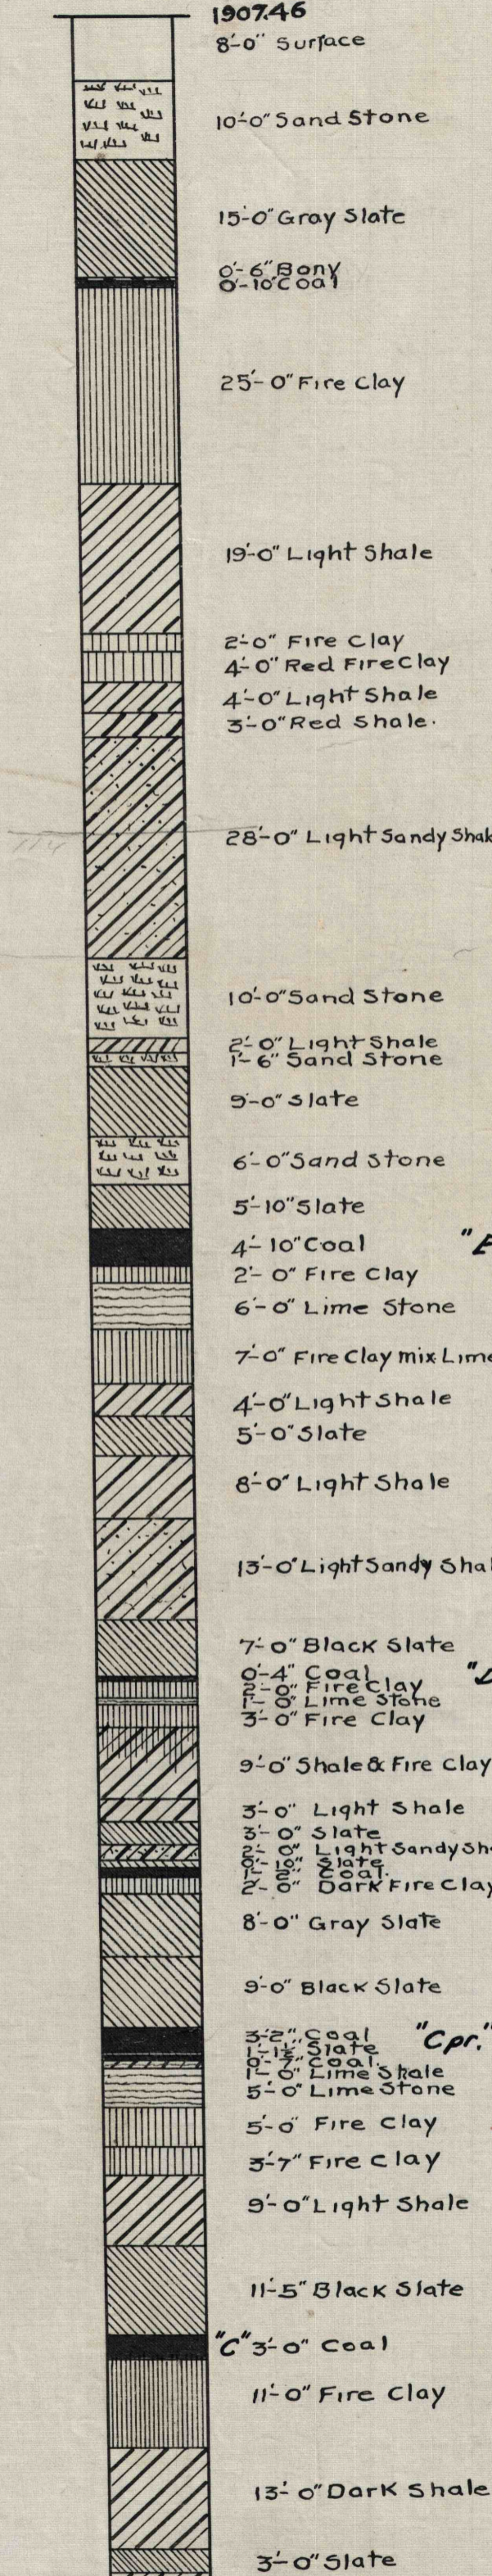 1907.46
8'-0" Surface
10'-0" Sand Stone
15'-0" Gray Slate
0'-6" Bony
0'-10" Coal
25'-0" Fire Clay
19'-0" Light Shale
2'-0" Fire Clay
4'-0" Red Fire Clay
4'-0" Light Shale
3'-0" Red Shale.
28'-0" Light Sandy Shal
10'-0" Sand Stone
2'-0" Light Shale
1'-6" Sand Stone
9'-0" Slate
6'-0" Sand Stone
5'-10" Slate
4'-10" Coal
2'-0" Fire Clay
6'-0" Lime Stone
7'-0" Fire Clay mix Lime
4'-0" Light Shale
5'-0" Slate
8'-0" Light Shale
13'-0" Light Sandy Shal
7'-0" Black Slate
0'-4" Coal
2'-0" Fire Clay
1'-0" Lime Stone
3'-0" Fire Clay
9'-0" Shale & Fire Clay
3'-0" Light Shale
3'-0" Slate
2'-0" Light Sandy Sh
0'-10" Slate
1'-2" Coal.
2'-0" Dark Fire Clay
8'-0" Gray Slate
9'-0" Black Slate
3'-2" Coal "Cpr."
Slate
0'-7" Coal.
1'-0" Lime Shale
5'-0" Lime Stone
5'-0" Fire Clay
3'-7" Fire Clay
9'-0" Light Shale
11'-5" Black Slate
"C" 3'-0" Coal
11'-0" Fire Clay
13'-0" Dark Shale
3'-0" Slate